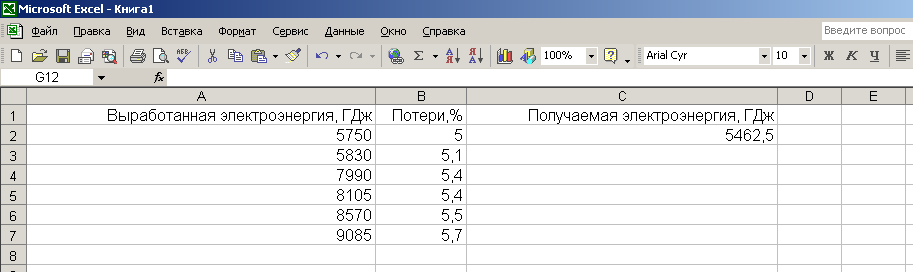 Microsoft Excel - Книга1
Файл Правка Вид Вставка Формат Сервис Данные Окно Справка Введите вопрос
100% Arial Cyr 10 Ж К Ч
G12 fx
A B C D E
1 Выработанная электроэнергия, ГДж Потери,% Получаемая электроэнергия, ГДж
2 5750 5 5462,5
3 5830 5,1
4 7990 5,4
5 8105 5,4
6 8570 5,5
7 9085 5,7
8